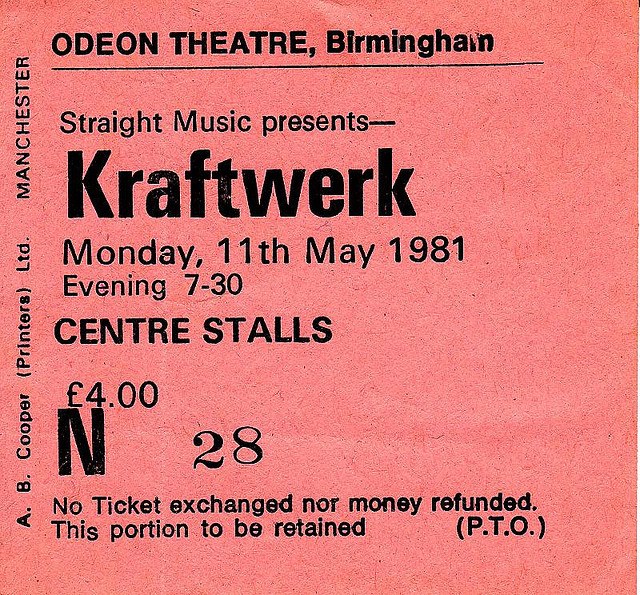 ODEON THEATRE, Birmingham
Straight Music presents—
Kraftwerk
Monday, 11th May 1981
Evening 7-30
CENTRE STALLS
£4.00
N 28
No Ticket exchanged nor money refunded.
This portion to be retained (P.T.O.)
A. B. Cooper (Printers) Ltd. MANCHESTER